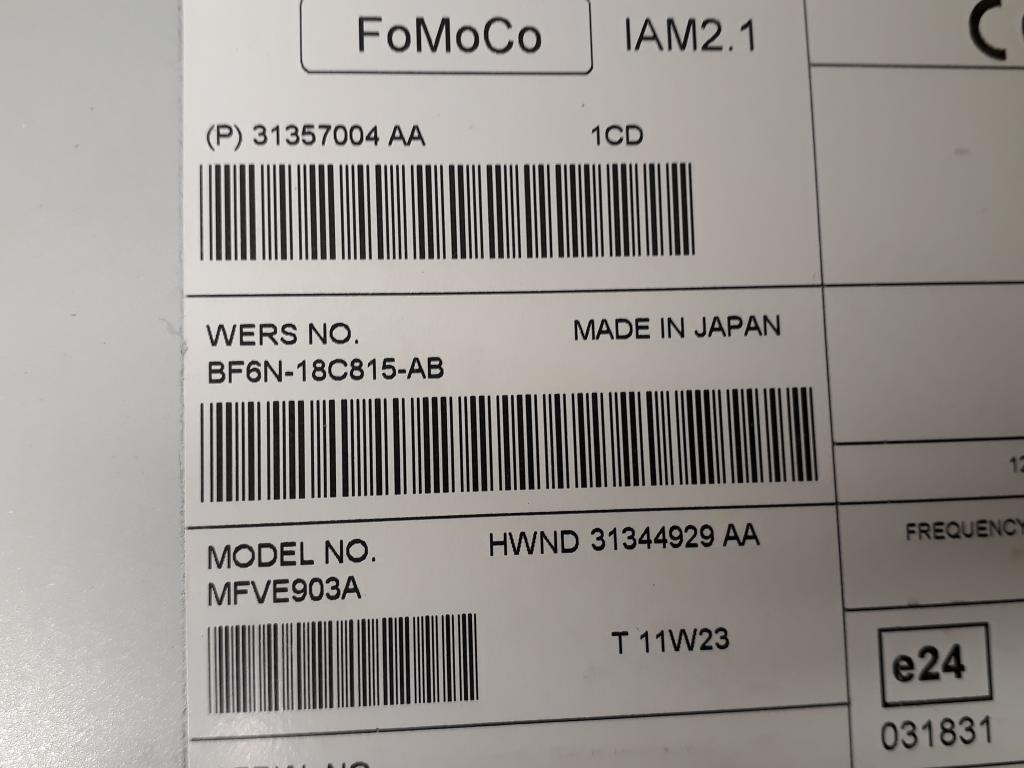 FoMoCo IAM2.1
(P) 31357004 AA 1CD
WERS NO. MADE IN JAPAN
BF6N-18C815-AB
MODEL NO. HWND 31344929 AA
MFVE903A
T 11W23
12
FREQUENCY
e24
031831